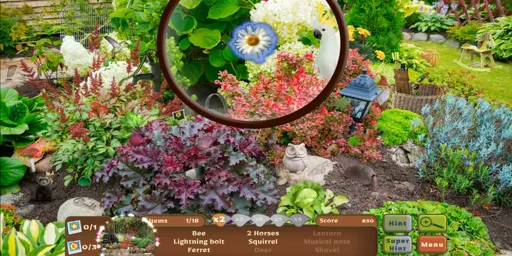 0/1
Items 1/18 x2 Score 890
0/3
Bee 2 Horses Lantern
Lightning bolt Squirrel Musical note
Ferret Deer Shovel
Hint
Super Hint
Menu